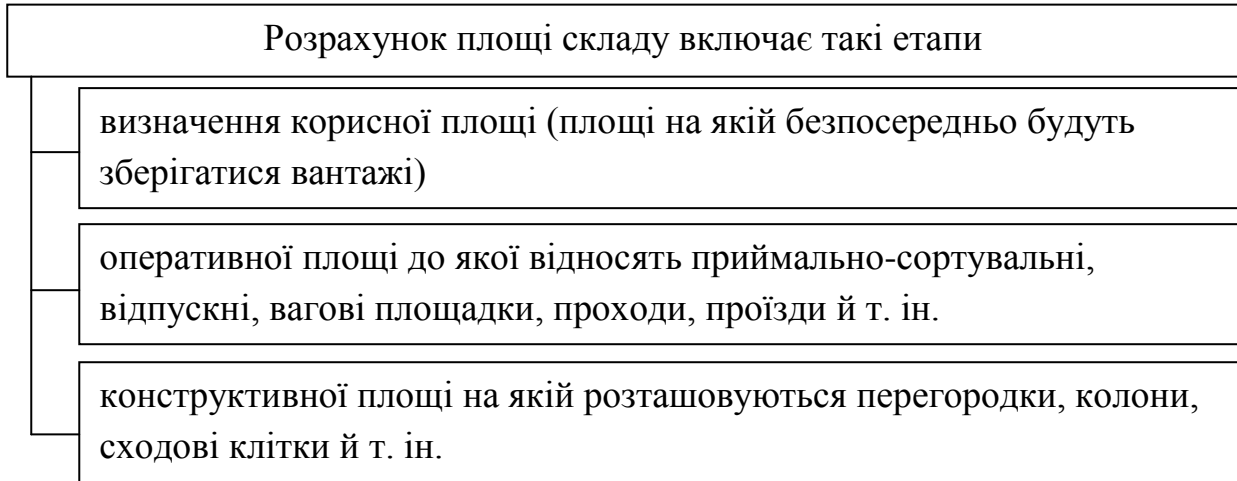 Розрахунок площі складу включає такі етапи
визначення корисної площі (площі на якій безпосередньо будуть
зберігатися вантажі)
оперативної площі до якої відносять приймально-сортувальні,
відпускні, вагові площадки, проходи, проїзди й т. ін.
конструктивної площі на якій розташовуються перегородки, колони,
сходові клітки й т. ін.